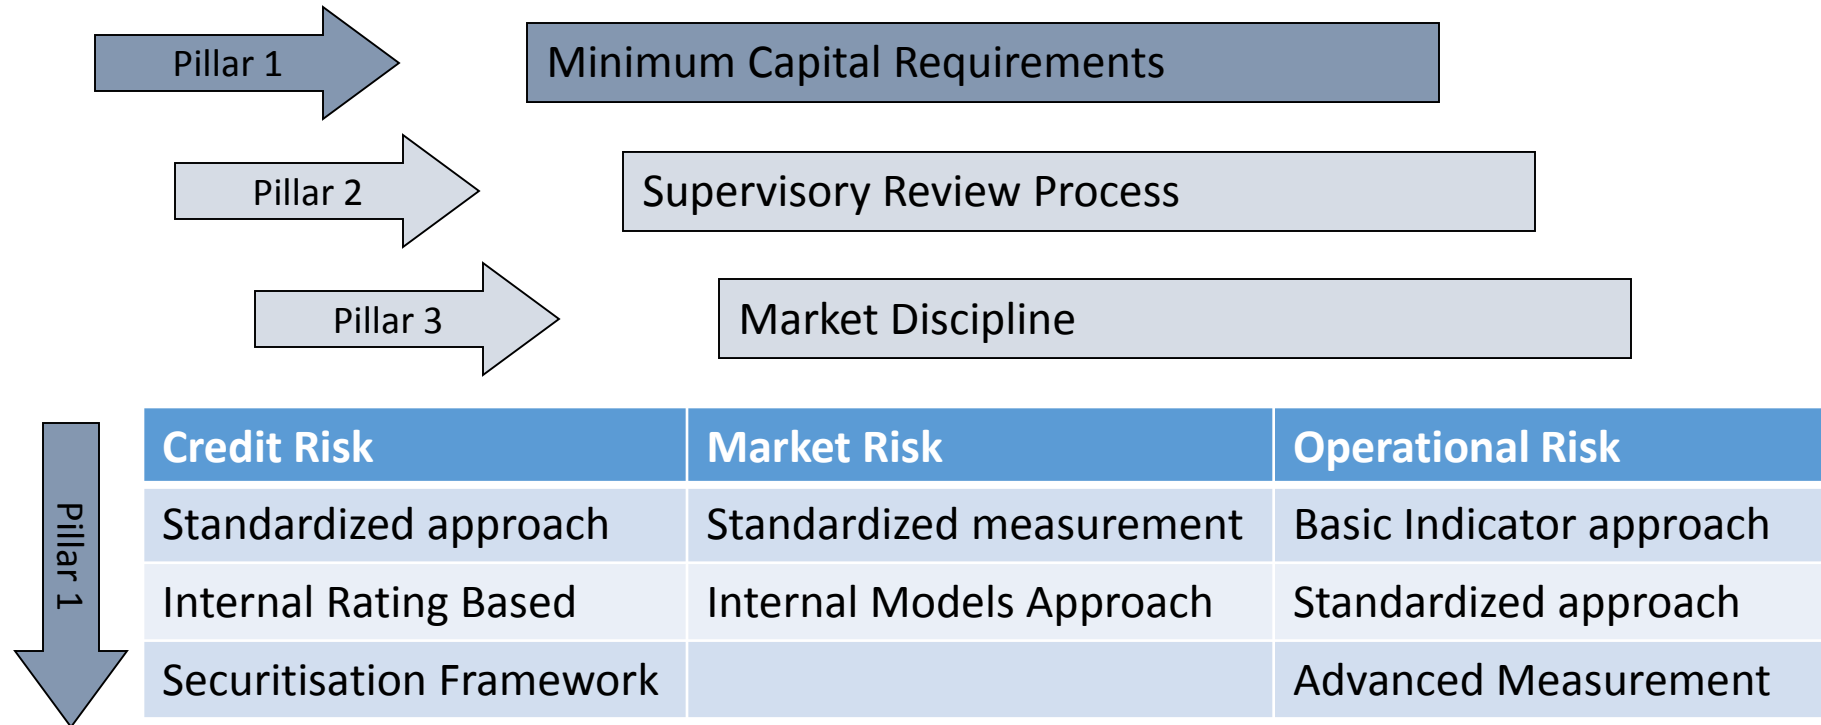 Pillar 1
Minimum Capital Requirements
Pillar 2
Supervisory Review Process
Pillar 3
Market Discipline
Pillar 1
Credit Risk Market Risk Operational Risk
Standardized approach Standardized measurement Basic Indicator approach
Internal Rating Based Internal Models Approach Standardized approach
Securitisation Framework Advanced Measurement